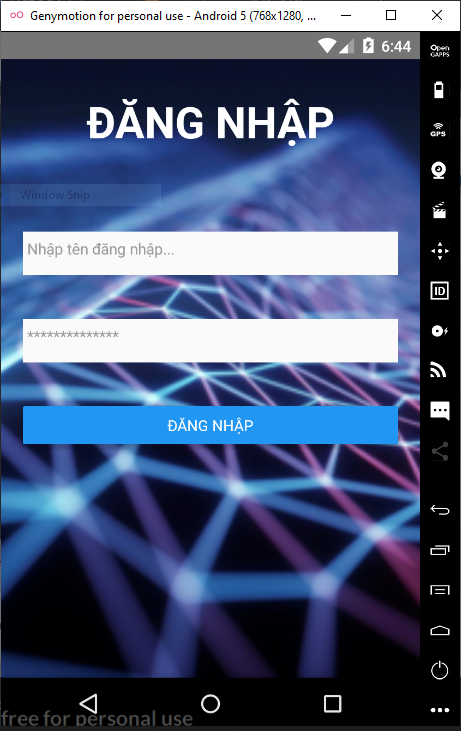 Genymotion for personal use - Android 5 (768x1280, ...
6:44
Open
GAPPS
GPS
ID
ĐĂNG NHẬP
Window Snip
Nhập tên đăng nhập...
**************
ĐĂNG NHẬP
free for personal use